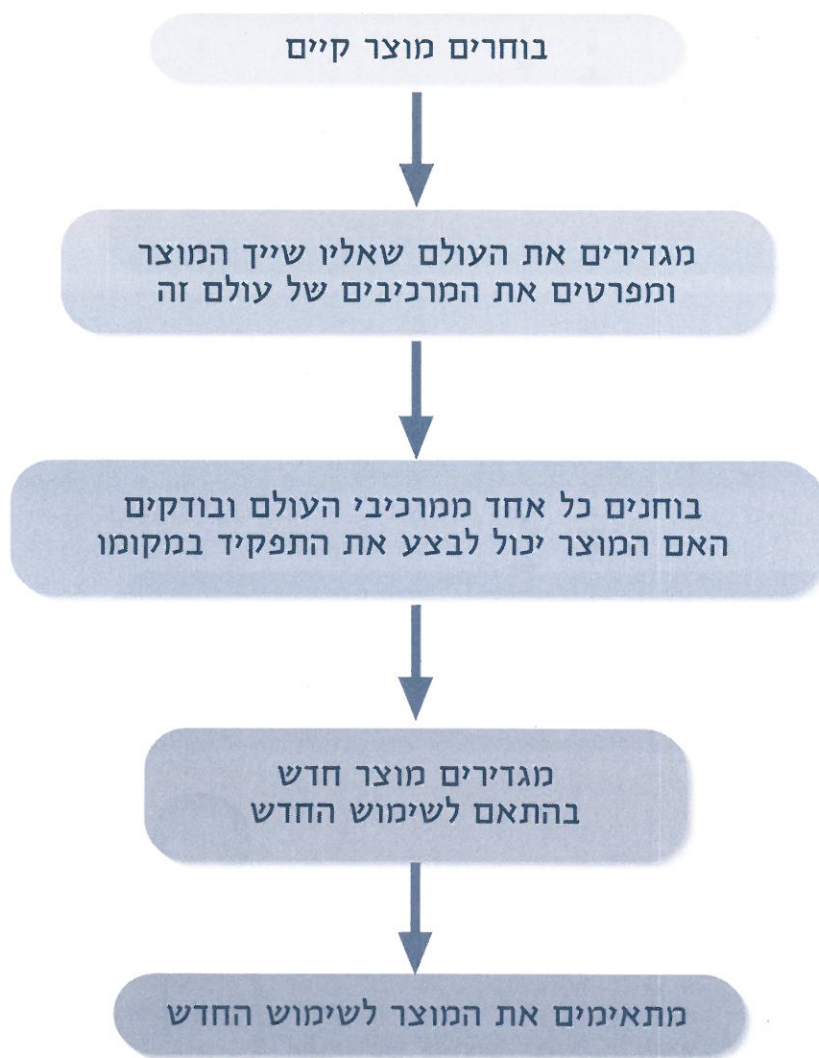 בוחרים מוצר קיים
מגדירים את העולם שאליו שייך המוצר
ומפרטים את המרכיבים של עולם זה
בוחנים כל אחד ממרכיבי העולם ובודקים
האם המוצר יכול לבצע את התפקיד במקומו
מגדירים מוצר חדש
בהתאם לשימוש החדש
מתאימים את המוצר לשימוש החדש